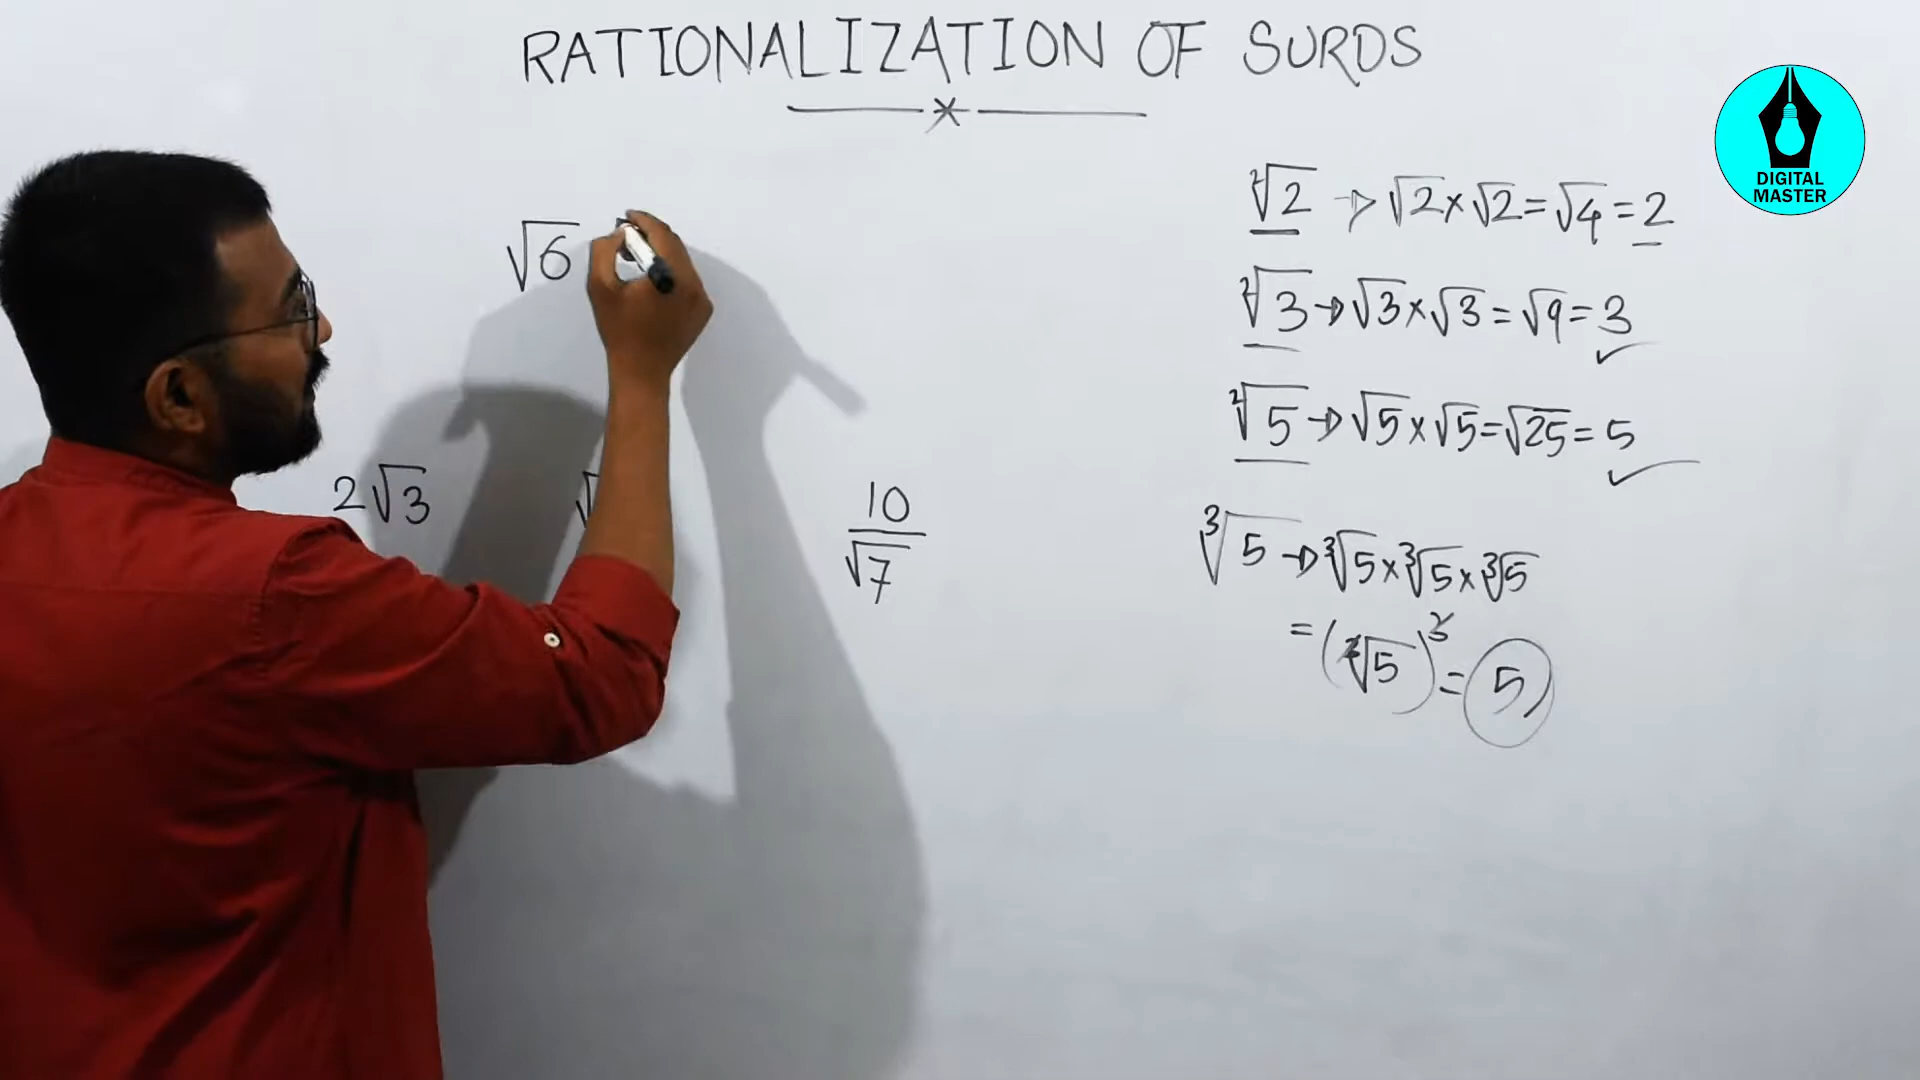 RATIONALIZATION OF SURDS
DIGITAL
MASTER
√6
2√3
10
√7
²√2 → √2 × √2 = √4 = 2
²√3 → √3 × √3 = √9 = 3
²√5 → √5 × √5 = √25 = 5
³√5 → ³√5 × ³√5 × ³√5
= (³√5)³ = 5